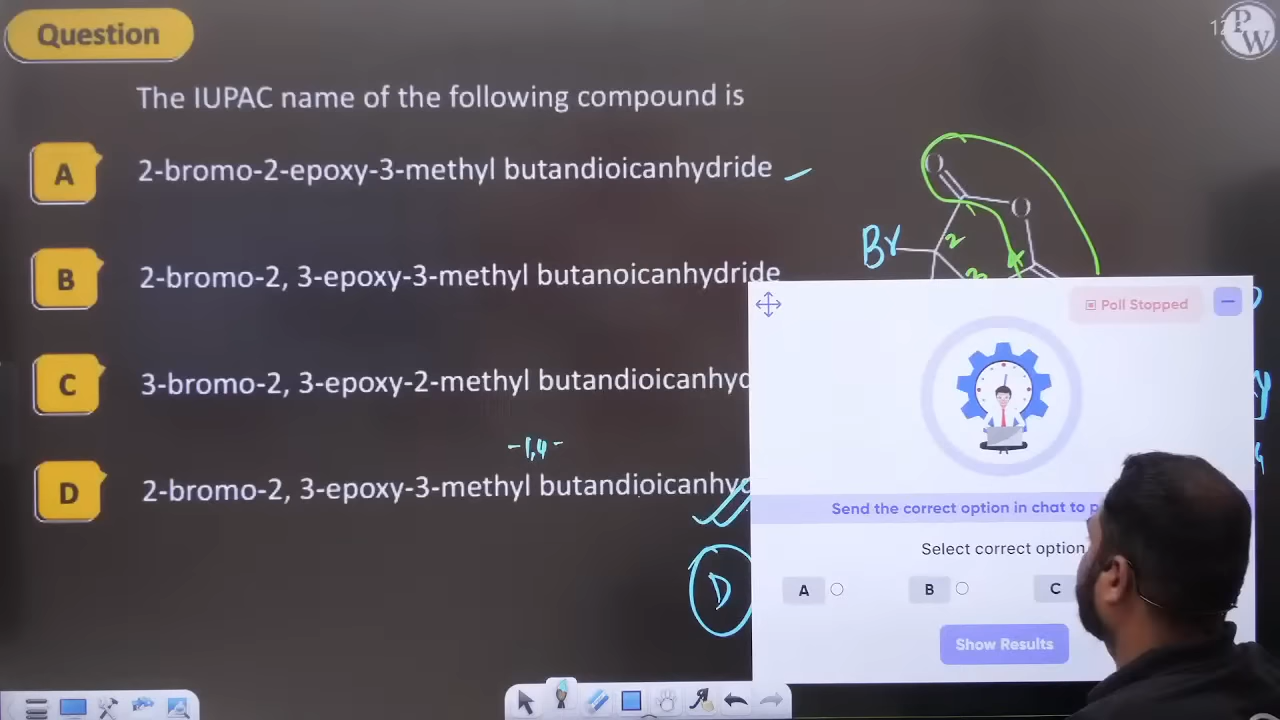 Question
PW
The IUPAC name of the following compound is
A 2-bromo-2-epoxy-3-methyl butandioicanhydride
O
O
Br
2
3
4
B 2-bromo-2, 3-epoxy-3-methyl butanoicanhydride
Poll Stopped
C 3-bromo-2, 3-epoxy-2-methyl butandioicanhyd
-1,4-
D 2-bromo-2, 3-epoxy-3-methyl butandioicanhyd
Send the correct option in chat to p
Select correct option
D
A
B
C
Show Results